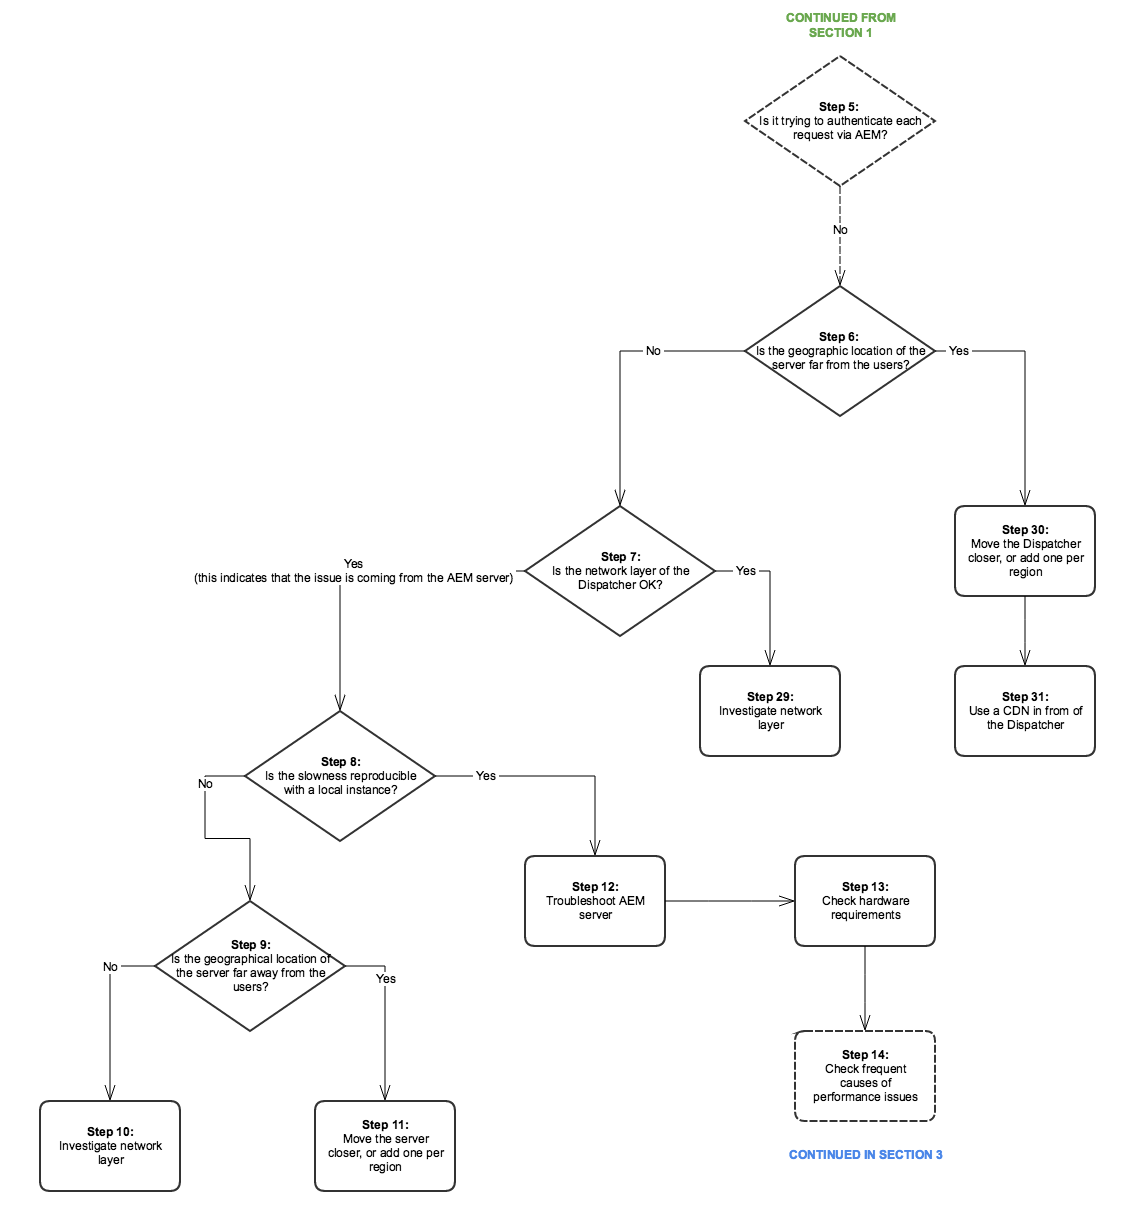 CONTINUED FROM
SECTION 1
Step 5:
Is it trying to authenticate each
request via AEM?
No
Step 6:
Is the geographic location of the
server far from the users?
No
Yes
Step 30:
Move the Dispatcher
closer, or add one per
region
Step 7:
Is the network layer of the
Dispatcher OK?
Yes
(this indicates that the issue is coming from the AEM server)
Yes
Step 29:
Investigate network
layer
Step 31:
Use a CDN in from of
the Dispatcher
Step 8:
Is the slowness reproducible
with a local instance?
No
Yes
Step 12:
Troubleshoot AEM
server
Step 13:
Check hardware
requirements
Step 9:
Is the geographical location of
the server far away from the
users?
No
Yes
Step 14:
Check frequent
causes of
performance issues
Step 10:
Investigate network
layer
Step 11:
Move the server
closer, or add one per
region
CONTINUED IN SECTION 3